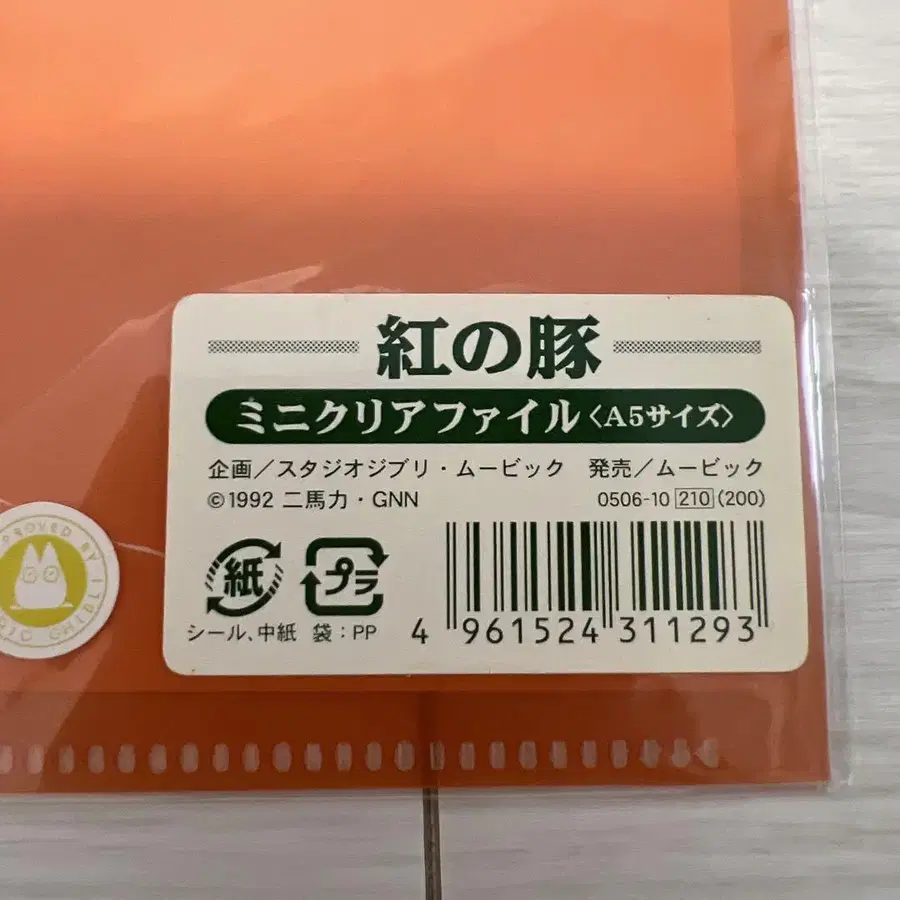 紅の豚
ミニクリアファイル〈A5サイズ〉
企画／スタジオジブリ・ムービック 発売／ムービック
©1992 二馬力・GNN
0506-10 210 (200)
紙
プラ
シール、中紙 袋：PP
4 961524 311293
PROVED BY
GHIBLI